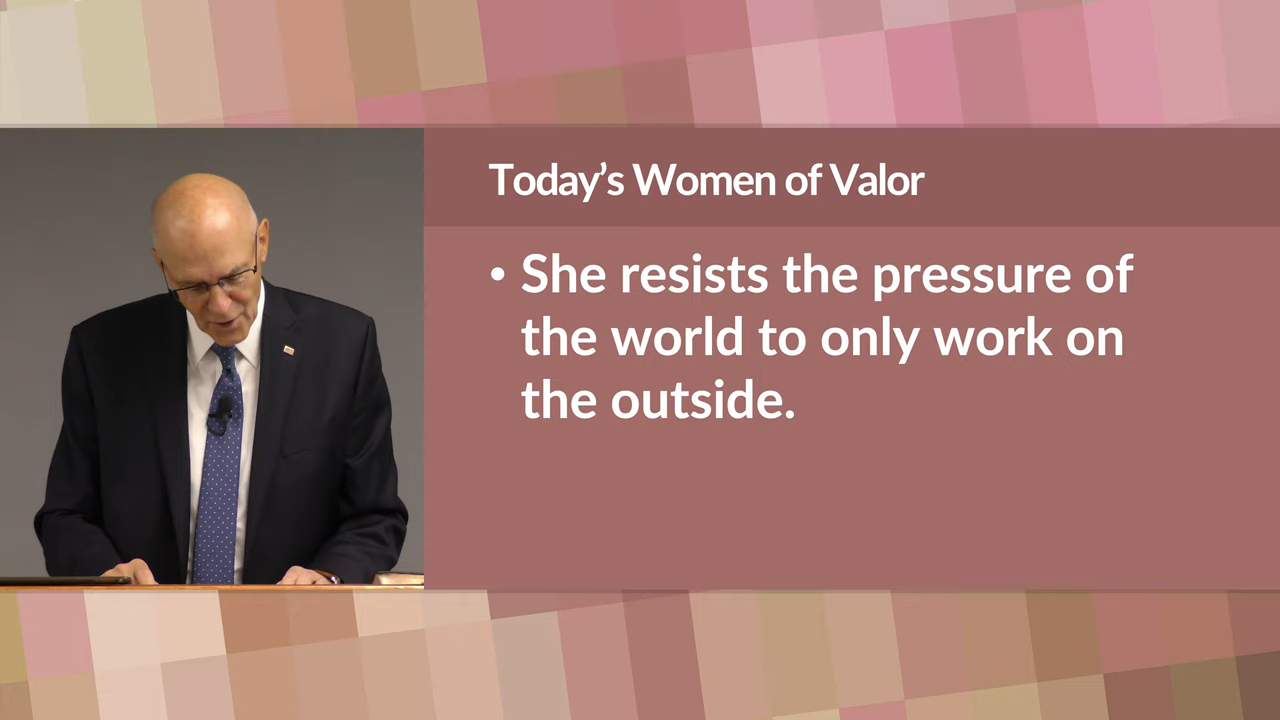 Today’s Women of Valor
• She resists the pressure of
the world to only work on
the outside.